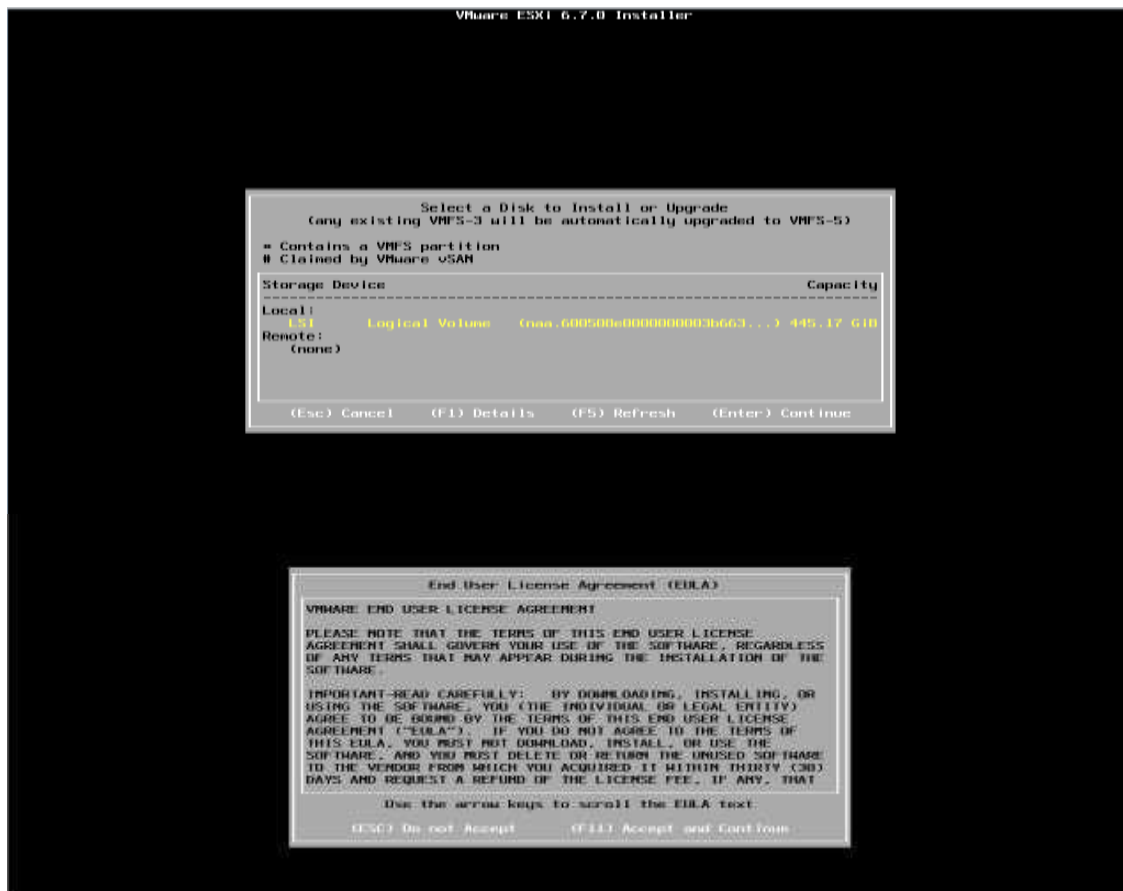 VMware ESXi 6.7.0 Installer
Select a Disk to Install or Upgrade
(any existing VMFS-3 will be automatically upgraded to VMFS-5)
* Contains a VMFS partition
# Claimed by VMware vSAN
Storage Device Capacity
Local:
LSI Logical Volume (naa.600508e0000000003b663...) 445.17 GiB
Remote:
(none)
(Esc) Cancel (F1) Details (F5) Refresh (Enter) Continue
End User License Agreement (EULA)
VMWARE END USER LICENSE AGREEMENT
PLEASE NOTE THAT THE TERMS OF THIS END USER LICENSE
AGREEMENT SHALL GOVERN YOUR USE OF THE SOFTWARE, REGARDLESS
OF ANY TERMS THAT MAY APPEAR DURING THE INSTALLATION OF THE
SOFTWARE.
IMPORTANT-READ CAREFULLY: BY DOWNLOADING, INSTALLING, OR
USING THE SOFTWARE, YOU (THE INDIVIDUAL OR LEGAL ENTITY)
AGREE TO BE BOUND BY THE TERMS OF THIS END USER LICENSE
AGREEMENT ("EULA"). IF YOU DO NOT AGREE TO THE TERMS OF
THIS EULA, YOU MUST NOT DOWNLOAD, INSTALL, OR USE THE
SOFTWARE, AND YOU MUST DELETE OR RETURN THE UNUSED SOFTWARE
TO THE VENDOR FROM WHICH YOU ACQUIRED IT WITHIN THIRTY (30)
DAYS AND REQUEST A REFUND OF THE LICENSE FEE, IF ANY, THAT
Use the arrow keys to scroll the EULA text
(ESC) Do not Accept (F11) Accept and Continue